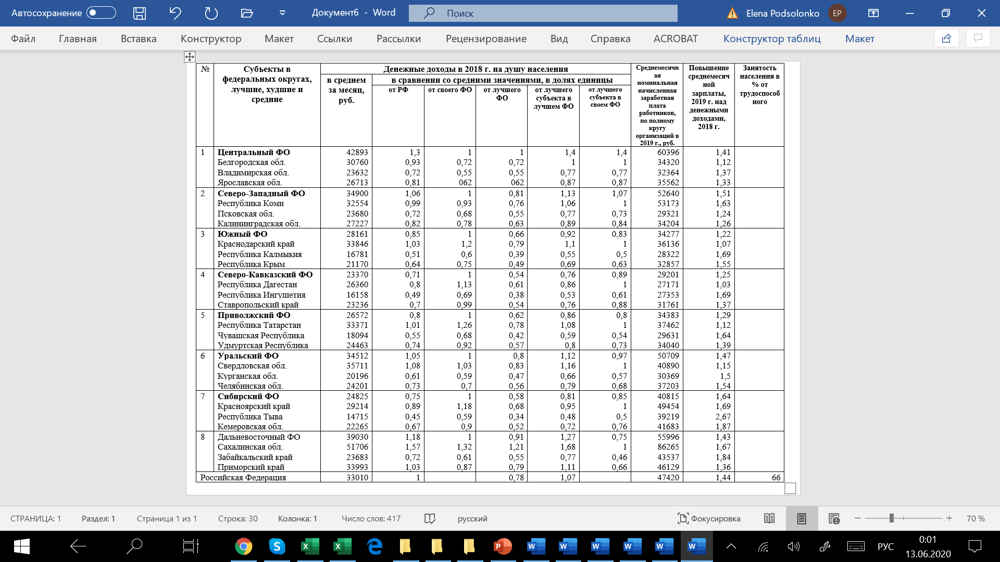 Автосохранение
Документ6 - Word
Поиск
Elena Podsolonko
EP
Файл Главная Вставка Конструктор Макет Ссылки Рассылки Рецензирование Вид Справка ACROBAT Конструктор таблиц Макет
№
Субъекты в
федеральных округах,
лучшие, худшие и
средние
Денежные доходы в 2018 г. на душу населения
в среднем
за месяц,
руб.
в сравнении со средними значениями, в долях единицы
от РФ
от своего ФО
от лучшего
ФО
от лучшего
субъекта в
лучшем ФО
от лучшего
субъекта в
своем ФО
Среднемесячн
ая
номинальная
начисленная
заработная
плата
работников,
по полному
кругу
организаций в
2019 г., руб.
Повышение
среднемесяч
ной
зарплаты,
2019 г. над
денежными
доходами,
2018 г.
Занятость
населения в
% от
трудоспособ
ного
1 Центральный ФО 42893 1,3 1 1 1,4 1,4 60396 1,41
Белгородская обл. 30760 0,93 0,72 0,72 1 1 34320 1,12
Владимирская обл. 23632 0,72 0,55 0,55 0,77 0,77 32364 1,37
Ярославская обл. 26713 0,81 062 062 0,87 0,87 35562 1,33
2 Северо-Западный ФО 34900 1,06 1 0,81 1,13 1,07 52640 1,51
Республика Коми 32554 0,99 0,93 0,76 1,06 1 53173 1,63
Псковская обл. 23680 0,72 0,68 0,55 0,77 0,73 29321 1,24
Калининградская обл. 27227 0,82 0,78 0,63 0,89 0,84 34204 1,26
3 Южный ФО 28161 0,85 1 0,66 0,92 0,83 34277 1,22
Краснодарский край 33846 1,03 1,2 0,79 1,1 1 36136 1,07
Республика Калмыкия 16781 0,51 0,6 0,39 0,55 0,5 28322 1,69
Республика Крым 21170 0,64 0,75 0,49 0,69 0,63 32857 1,55
4 Северо-Кавказский ФО 23370 0,71 1 0,54 0,76 0,89 29201 1,25
Республика Дагестан 26360 0,8 1,13 0,61 0,86 1 27171 1,03
Республика Ингушетия 16158 0,49 0,69 0,38 0,53 0,61 27353 1,69
Ставропольский край 23236 0,7 0,99 0,54 0,76 0,88 31761 1,37
5 Приволжский ФО 26572 0,8 1 0,62 0,86 0,8 34383 1,29
Республика Татарстан 33371 1,01 1,26 0,78 1,08 1 37462 1,12
Чувашская Республика 18094 0,55 0,68 0,42 0,59 0,54 29631 1,64
Удмуртская Республика 24463 0,74 0,92 0,57 0,8 0,73 34040 1,39
6 Уральский ФО 34512 1,05 1 0,8 1,12 0,97 50709 1,47
Свердловская обл. 35711 1,08 1,03 0,83 1,16 1 40890 1,15
Курганская обл. 20196 0,61 0,59 0,47 0,66 0,57 30369 1,5
Челябинская обл. 24201 0,73 0,7 0,56 0,79 0,68 37203 1,54
7 Сибирский ФО 24825 0,75 1 0,58 0,81 0,85 40815 1,64
Красноярский край 29214 0,89 1,18 0,68 0,95 1 49454 1,69
Республика Тыва 14715 0,45 0,59 0,34 0,48 0,5 39219 2,67
Кемеровская обл. 22265 0,67 0,9 0,52 0,72 0,76 41683 1,87
8 Дальневосточный ФО 39030 1,18 1 0,91 1,27 0,75 55996 1,43
Сахалинская обл. 51706 1,57 1,32 1,21 1,68 1 86265 1,67
Забайкальский край 23683 0,72 0,61 0,55 0,77 0,46 43537 1,84
Приморский край 33993 1,03 0,87 0,79 1,11 0,66 46129 1,36
Российская Федерация 33010 1 0,78 1,07 47420 1,44 66
СТРАНИЦА: 1 Раздел: 1 Страница 1 из 1 Строка: 30 Колонка: 1 Число слов: 417 русский Фокусировка 70 %
РУС
0:01
13.06.2020